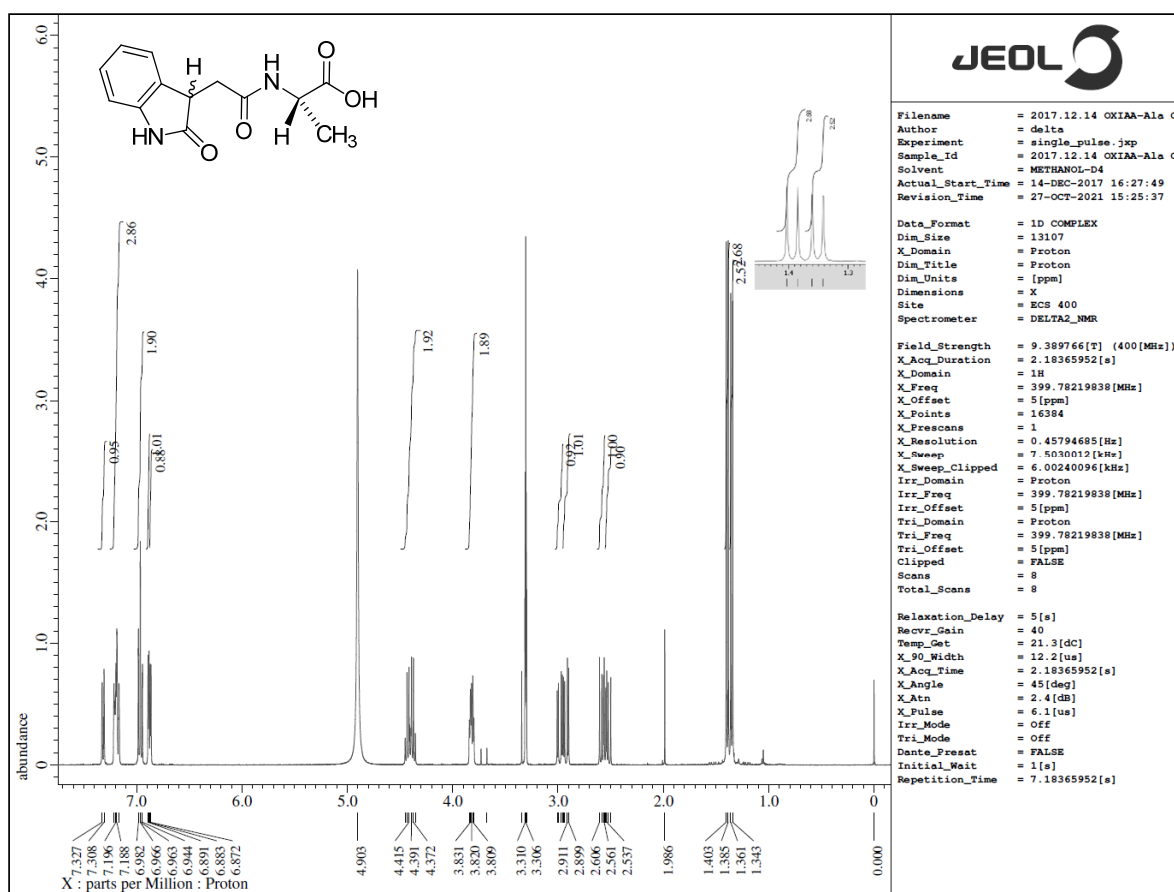 JEOL
Filename = 2017.12.14 OXIAA-Ala
Author = delta
Experiment = single_pulse.jxp
Sample_Id = 2017.12.14 OXIAA-Ala
Solvent = METHANOL-D4
Actual_Start_Time = 14-DEC-2017 16:27:49
Revision_Time = 27-OCT-2021 15:25:37
Data_Format = 1D COMPLEX
Dim_Size = 13107
X_Domain = Proton
Dim_Title = Proton
Dim_Units = [ppm]
Dimensions = X
Site = ECS 400
Spectrometer = DELTA2_NMR
Field_Strength = 9.389766[T] (400[MHz])
X_Acq_Duration = 2.18365952[s]
X_Domain = 1H
X_Freq = 399.78219838[MHz]
X_Offset = 5[ppm]
X_Points = 16384
X_Prescans = 1
X_Resolution = 0.45794685[Hz]
X_Sweep = 7.5030012[kHz]
X_Sweep_Clipped = 6.00240096[kHz]
Irr_Domain = Proton
Irr_Freq = 399.78219838[MHz]
Irr_Offset = 5[ppm]
Tri_Domain = Proton
Tri_Freq = 399.78219838[MHz]
Tri_Offset = 5[ppm]
Clipped = FALSE
Scans = 8
Total_Scans = 8
Relaxation_Delay = 5[s]
Recvr_Gain = 40
Temp_Get = 21.3[dC]
X_90_Width = 12.2[us]
X_Acq_Time = 2.18365952[s]
X_Angle = 45[deg]
X_Atn = 2.4[dB]
X_Pulse = 6.1[us]
Irr_Mode = Off
Tri_Mode = Off
Dante_Presat = FALSE
Initial_Wait = 1[s]
Repetition_Time = 7.18365952[s]
H
H
N
O
OH
NH
O
O
H
CH3
6.0
5.0
4.0
3.0
2.0
1.0
0
abundance
0.95
2.86
1.90
1.01
0.88
1.92
1.89
0.92
1.01
1.00
0.90
2.52
2.68
2.68
2.52
1.4
1.3
7.0 6.0 5.0 4.0 3.0 2.0 1.0 0
7.327
7.308
7.196
7.188
6.982
6.966
6.963
6.944
6.891
6.883
6.872
4.903
4.415
4.391
4.372
3.831
3.820
3.809
3.310
3.306
2.911
2.899
2.606
2.561
2.537
1.986
1.403
1.385
1.361
1.343
0.000
X : parts per Million : Proton